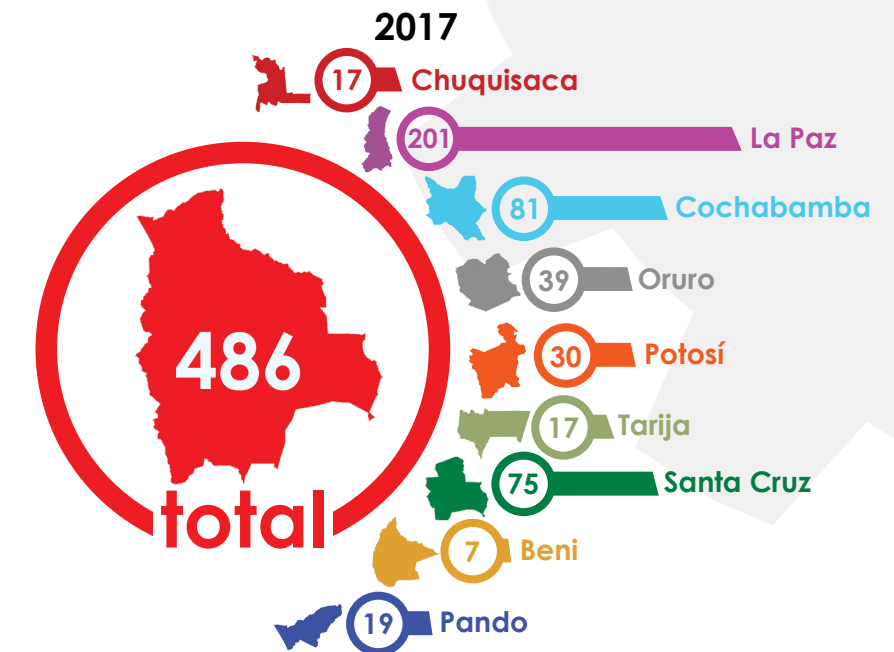 2017
17 Chuquisaca
201 La Paz
81 Cochabamba
39 Oruro
30 Potosí
17 Tarija
75 Santa Cruz
7 Beni
19 Pando
486
total